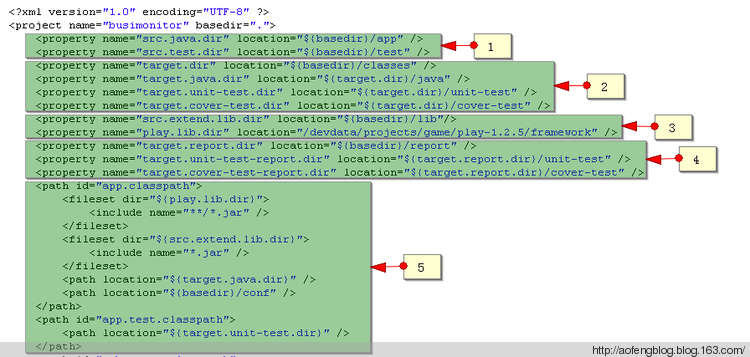 <?xml version="1.0" encoding="UTF-8" ?>
<project name="busimonitor" basedir=".">
<property name="src.java.dir" location="${basedir}/app" />
<property name="src.test.dir" location="${basedir}/test" />
1
<property name="target.dir" location="${basedir}/classes" />
<property name="target.java.dir" location="${target.dir}/java" />
<property name="target.unit-test.dir" location="${target.dir}/unit-test" />
<property name="target.cover-test.dir" location="${target.dir}/cover-test" />
2
<property name="src.extend.lib.dir" location="${basedir}/lib"/>
<property name="play.lib.dir" location="/devdata/projects/game/play-1.2.5/framework" />
3
<property name="target.report.dir" location="${basedir}/report" />
<property name="target.unit-test-report.dir" location="${target.report.dir}/unit-test" />
<property name="target.cover-test-report.dir" location="${target.report.dir}/cover-test" />
4
<path id="app.classpath">
<fileset dir="${play.lib.dir}">
<include name="**/*.jar" />
</fileset>
<fileset dir="${src.extend.lib.dir}">
<include name="*.jar" />
</fileset>
<path location="${target.java.dir}" />
<path location="${basedir}/conf" />
</path>
<path id="app.test.classpath">
<path location="${target.unit-test.dir}" />
</path>
5
http://aofengblog.blog.163.com/